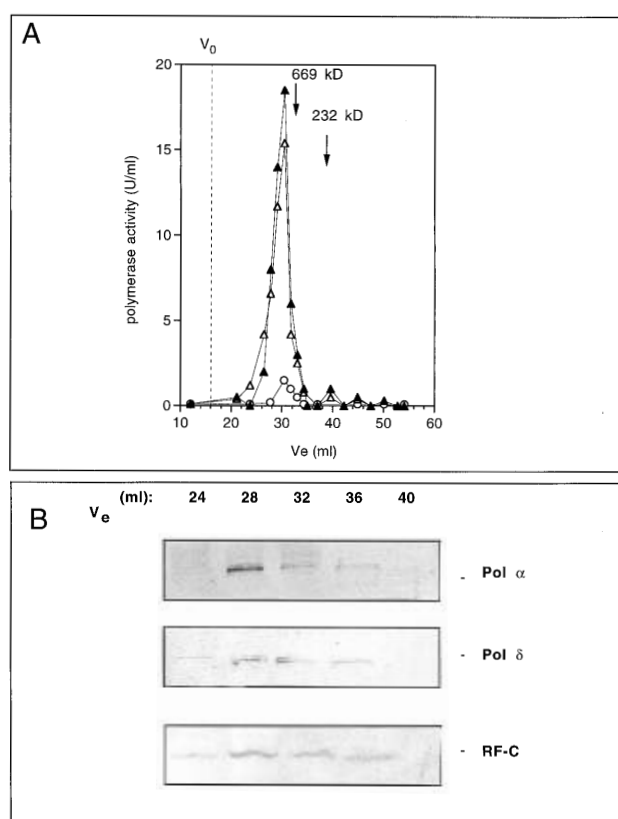 A
V0
669 kD
232 kD
20
15
10
5
0
polymerase activity (U/ml)
10 20 30 40 50 60
Ve (ml)
B
Ve (ml): 24 28 32 36 40
- Pol α
- Pol δ
- RF-C